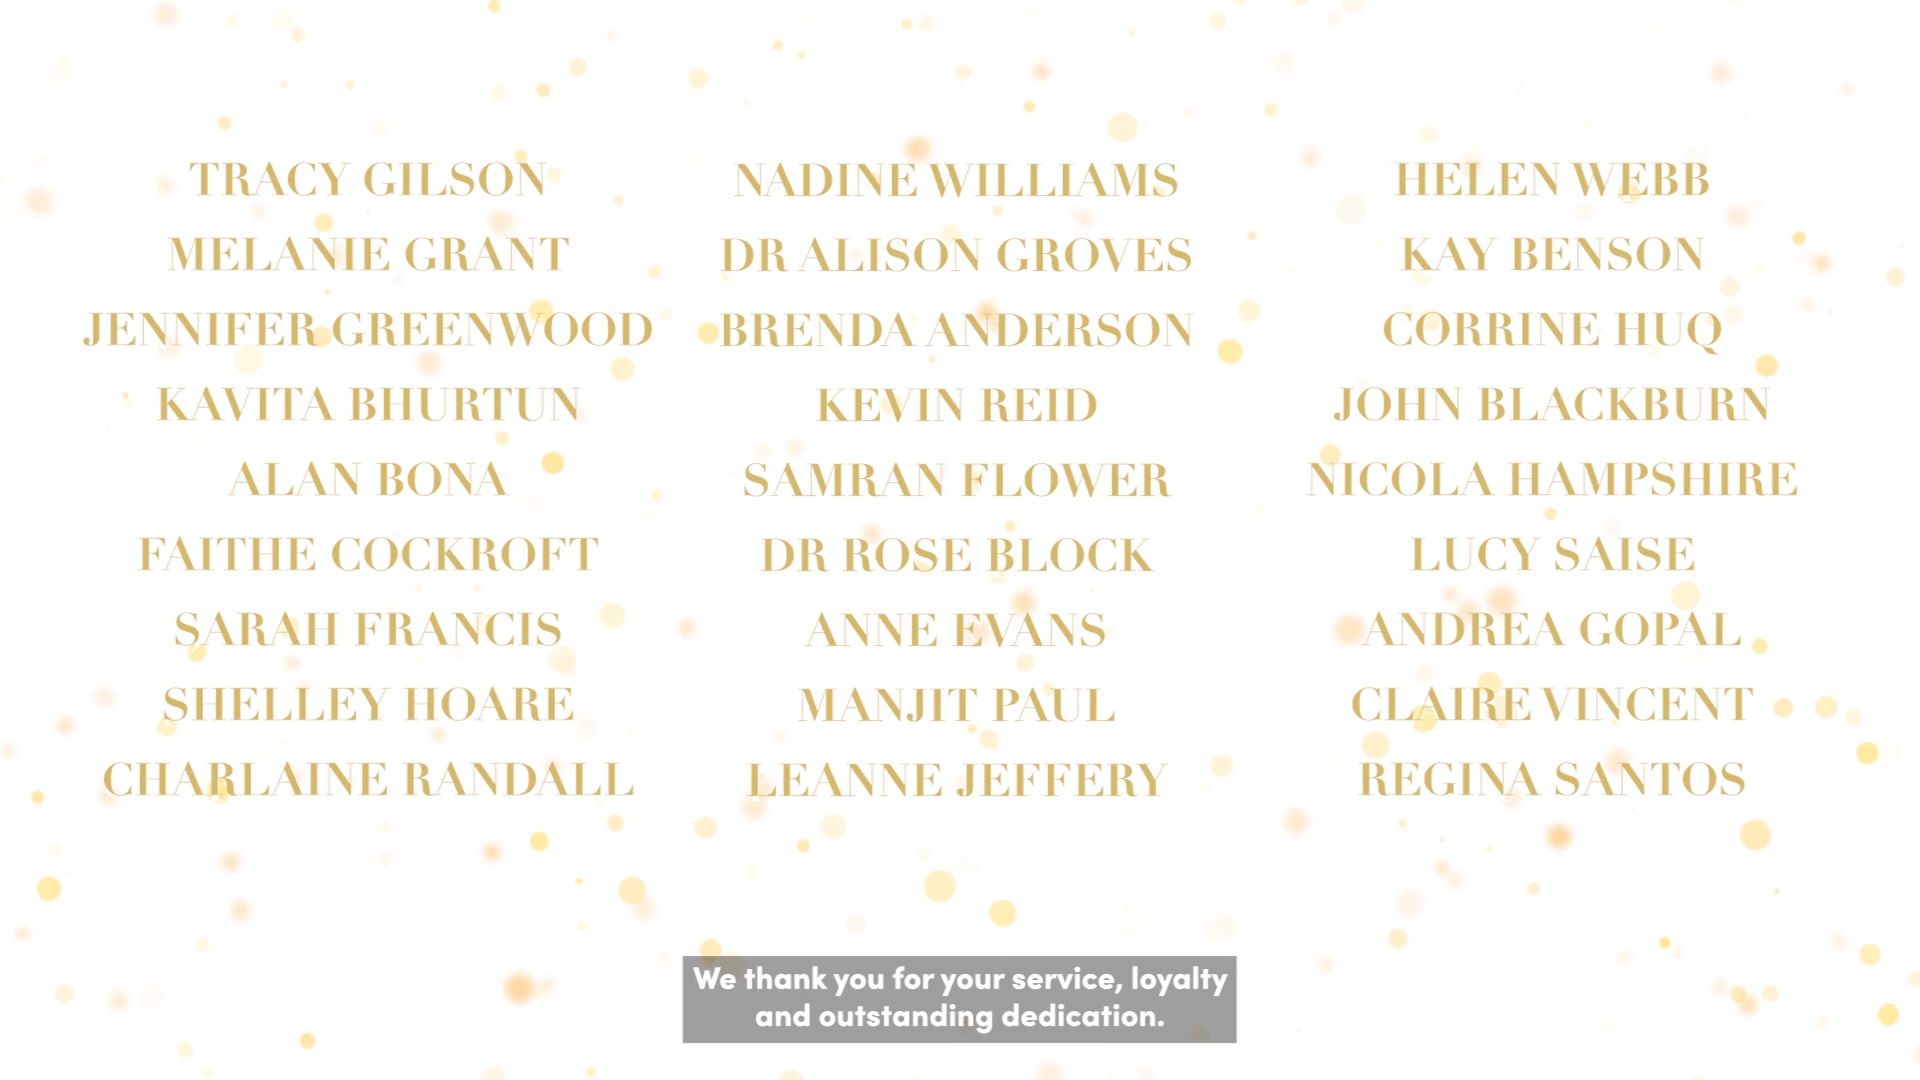 TRACY GILSON
MELANIE GRANT
JENNIFER GREENWOOD
KAVITA BHURTUN
ALAN BONA
FAITHE COCKROFT
SARAH FRANCIS
SHELLEY HOARE
CHARLAINE RANDALL
NADINE WILLIAMS
DR ALISON GROVES
BRENDA ANDERSON
KEVIN REID
SAMRAN FLOWER
DR ROSE BLOCK
ANNE EVANS
MANJIT PAUL
LEANNE JEFFERY
HELEN WEBB
KAY BENSON
CORRINE HUQ
JOHN BLACKBURN
NICOLA HAMPSHIRE
LUCY SAISE
ANDREA GOPAL
CLAIRE VINCENT
REGINA SANTOS
We thank you for your service, loyalty
and outstanding dedication.